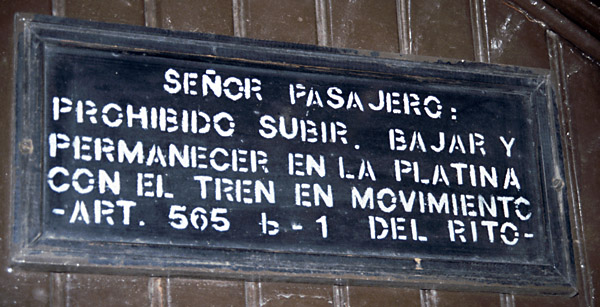 SEÑOR PASAJERO:
PROHIBIDO SUBIR. BAJAR Y
PERMANECER EN LA PLATINA
CON EL TREN EN MOVIMIENTO
-ART. 565 b-1 DEL RITO-